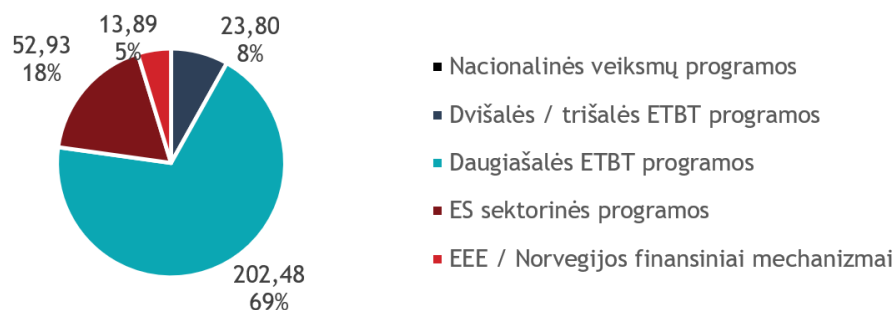 13,89
5%
23,80
8%
52,93
18%
202,48
69%
Nacionalinės veiksmų programos
Dvišalės / trišalės ETBT programos
Daugiašalės ETBT programos
ES sektorinės programos
EEE / Norvegijos finansiniai mechanizmai